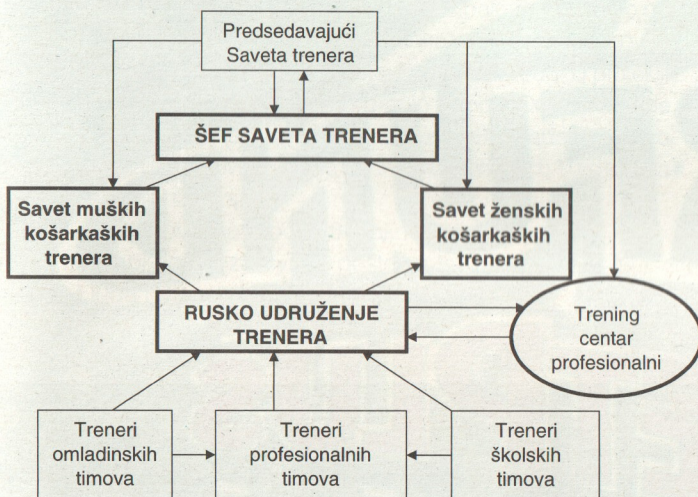 Predsedavajući
Saveta trenera
ŠEF SAVETA TRENERA
Savet muških
košarkaških
trenera
Savet ženskih
košarkaških
trenera
RUSKO UDRUŽENJE
TRENERA
Trening
centar
profesionalni
Treneri
omladinskih
timova
Treneri
profesionalnih
timova
Treneri
školskih
timova